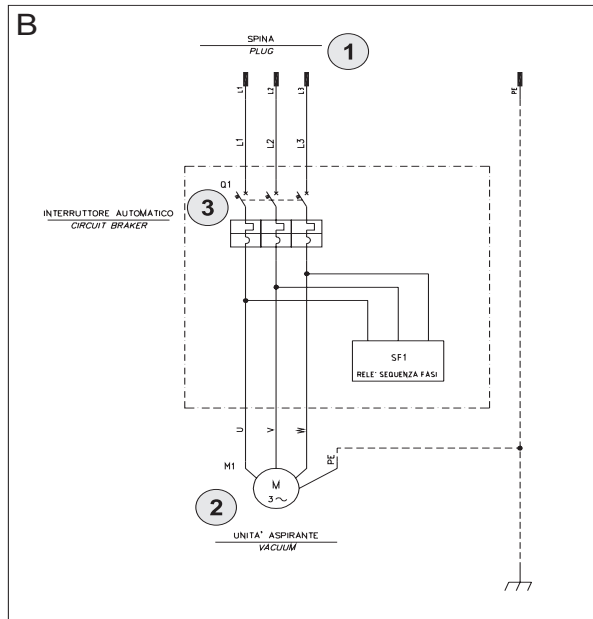 B
SPINA
PLUG
1
L1
L2
L3
PE
L1
L2
L3
Q1
3
INTERRUTTORE AUTOMATICO
CIRCUIT BRAKER
SF1
RELE' SEQUENZA FASI
U
V
W
PE
M1
M
3~
2
UNITA' ASPIRANTE
VACUUM